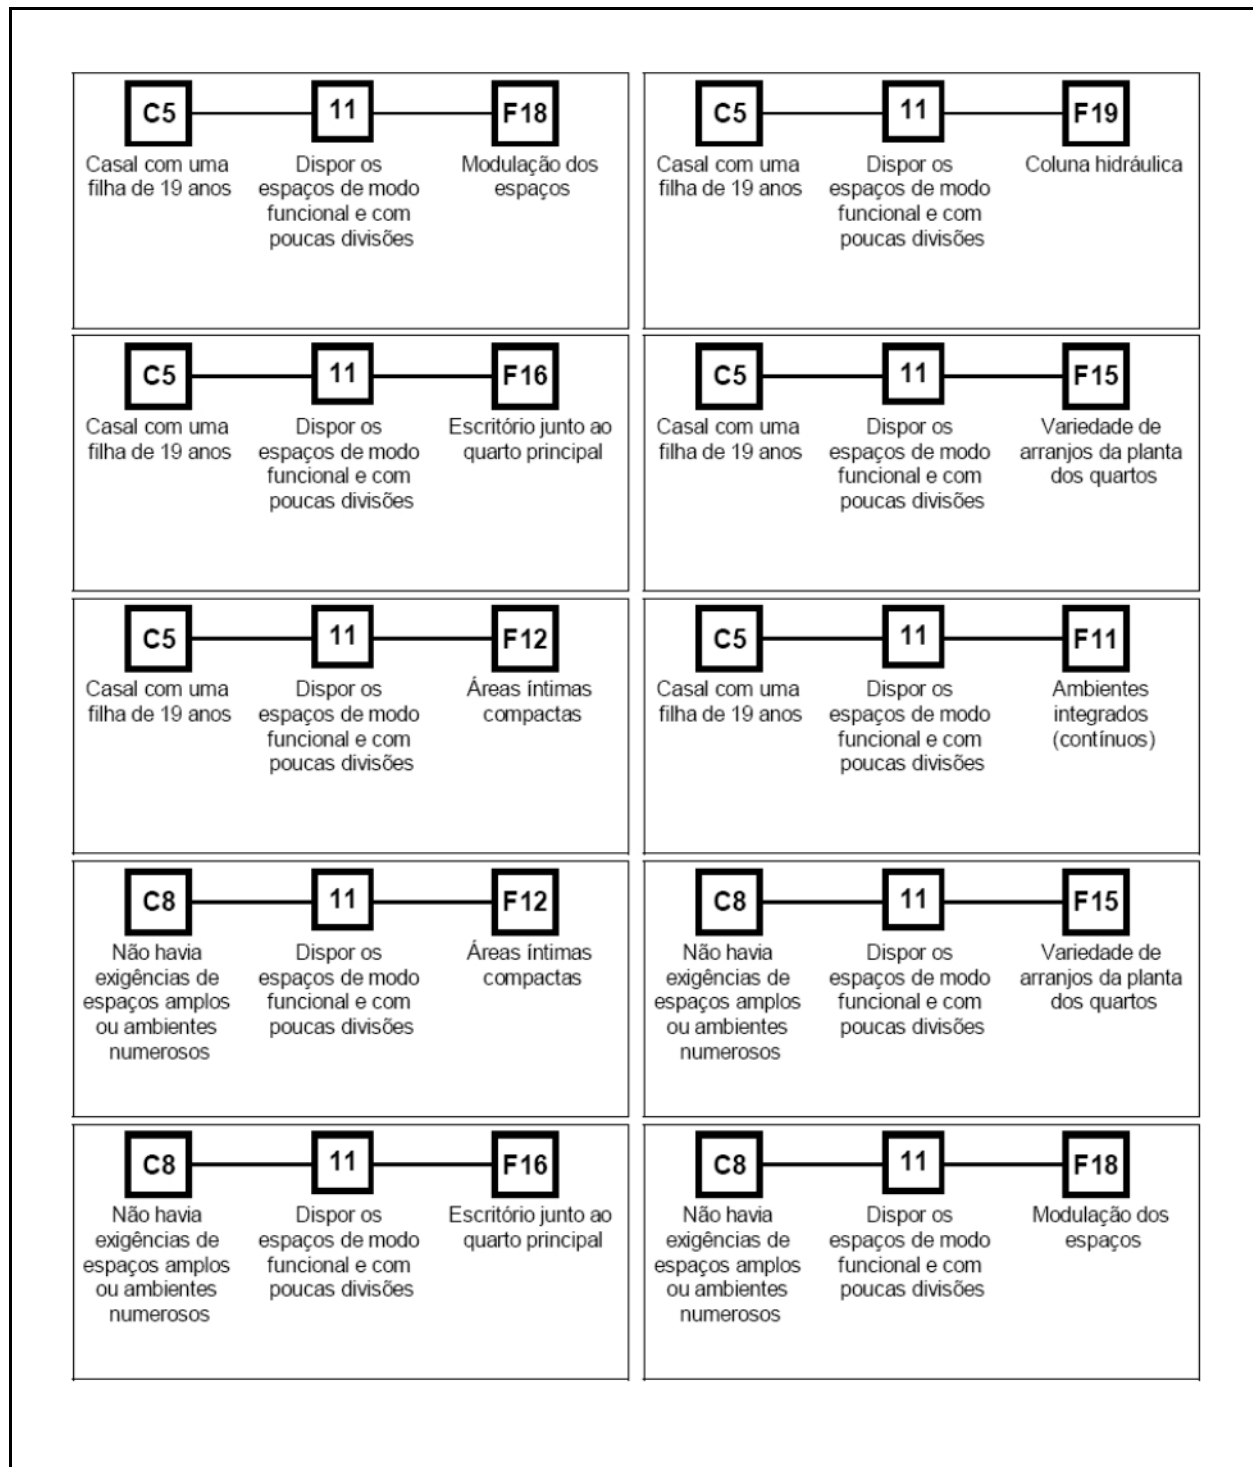 C5 11 F18
Casal com uma
filha de 19 anos
Dispor os
espaços de modo
funcional e com
poucas divisões
Modulação dos
espaços
C5 11 F19
Casal com uma
filha de 19 anos
Dispor os
espaços de modo
funcional e com
poucas divisões
Coluna hidráulica
C5 11 F16
Casal com uma
filha de 19 anos
Dispor os
espaços de modo
funcional e com
poucas divisões
Escritório junto ao
quarto principal
C5 11 F15
Casal com uma
filha de 19 anos
Dispor os
espaços de modo
funcional e com
poucas divisões
Variedade de
arranjos da planta
dos quartos
C5 11 F12
Casal com uma
filha de 19 anos
Dispor os
espaços de modo
funcional e com
poucas divisões
Áreas íntimas
compactas
C5 11 F11
Casal com uma
filha de 19 anos
Dispor os
espaços de modo
funcional e com
poucas divisões
Ambientes
integrados
(contínuos)
C8 11 F12
Não havia
exigências de
espaços amplos
ou ambientes
numerosos
Dispor os
espaços de modo
funcional e com
poucas divisões
Áreas íntimas
compactas
C8 11 F15
Não havia
exigências de
espaços amplos
ou ambientes
numerosos
Dispor os
espaços de modo
funcional e com
poucas divisões
Variedade de
arranjos da planta
dos quartos
C8 11 F16
Não havia
exigências de
espaços amplos
ou ambientes
numerosos
Dispor os
espaços de modo
funcional e com
poucas divisões
Escritório junto ao
quarto principal
C8 11 F18
Não havia
exigências de
espaços amplos
ou ambientes
numerosos
Dispor os
espaços de modo
funcional e com
poucas divisões
Modulação dos
espaços